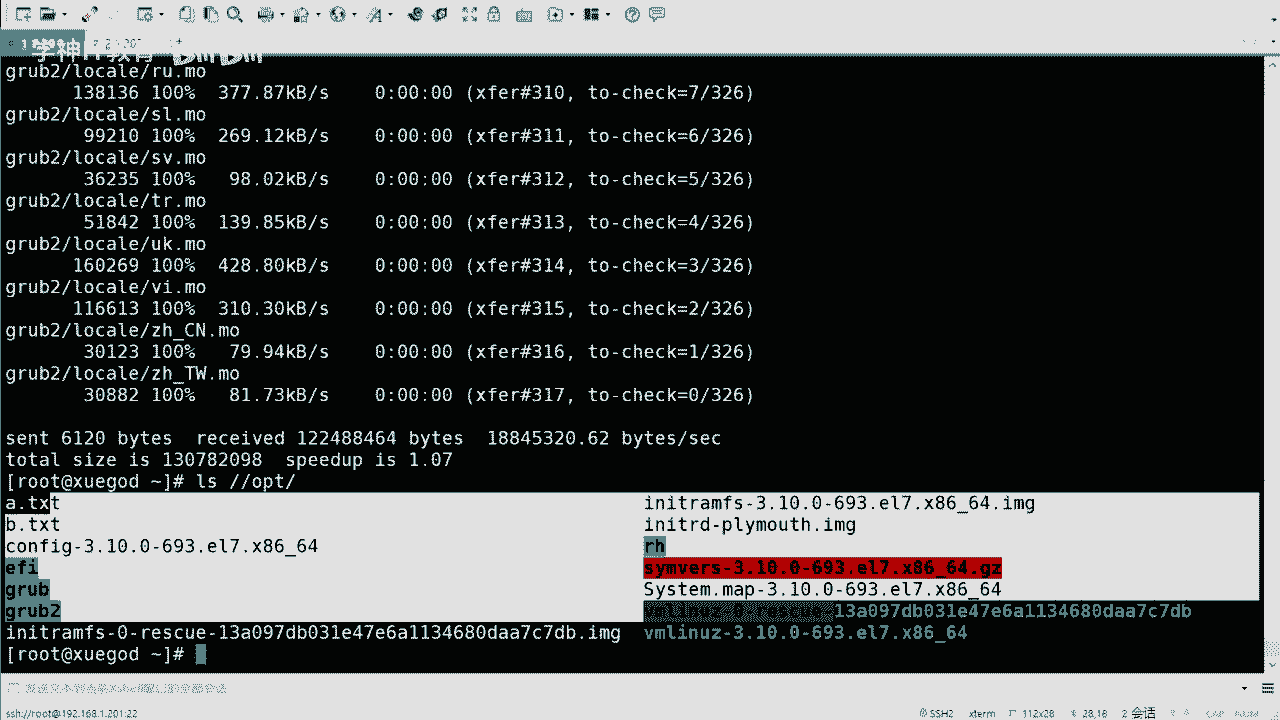 grub2/locale/ru.mo
138136 100% 377.87kB/s 0:00:00 (xfer#310, to-check=7/326)
grub2/locale/sl.mo
99210 100% 269.12kB/s 0:00:00 (xfer#311, to-check=6/326)
grub2/locale/sv.mo
36235 100% 98.02kB/s 0:00:00 (xfer#312, to-check=5/326)
grub2/locale/tr.mo
51842 100% 139.85kB/s 0:00:00 (xfer#313, to-check=4/326)
grub2/locale/uk.mo
160269 100% 428.80kB/s 0:00:00 (xfer#314, to-check=3/326)
grub2/locale/vi.mo
116613 100% 310.30kB/s 0:00:00 (xfer#315, to-check=2/326)
grub2/locale/zh_CN.mo
30123 100% 79.94kB/s 0:00:00 (xfer#316, to-check=1/326)
grub2/locale/zh_TW.mo
30882 100% 81.73kB/s 0:00:00 (xfer#317, to-check=0/326)
sent 6120 bytes received 122488464 bytes 18845320.62 bytes/sec
total size is 130782098 speedup is 1.07
[root@xuegod ~]# ls //opt/
a.txt initramfs-3.10.0-693.el7.x86_64.img
b.txt initrd-plymouth.img
config-3.10.0-693.el7.x86_64 rh
efi symvers-3.10.0-693.el7.x86_64.gz
grub System.map-3.10.0-693.el7.x86_64
grub2 vmlinuz-0-rescue-13a097db031e47e6a1134680daa7c7db
initramfs-0-rescue-13a097db031e47e6a1134680daa7c7db.img vmlinuz-3.10.0-693.el7.x86_64
[root@xuegod ~]#
ssh://root@192.168.1.201:22 SSH2 xterm 112x28 28,18 2 会话